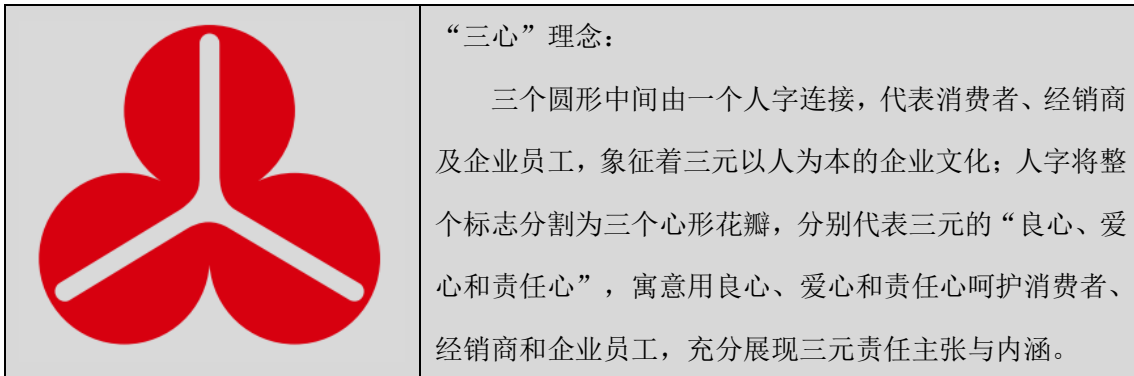 “三心”理念：
三个圆形中间由一个人字连接，代表消费者、经销商
及企业员工，象征着三元以人为本的企业文化；人字将整
个标志分割为三个心形花瓣，分别代表三元的“良心、爱
心和责任心”，寓意用良心、爱心和责任心呵护消费者、
经销商和企业员工，充分展现三元责任主张与内涵。